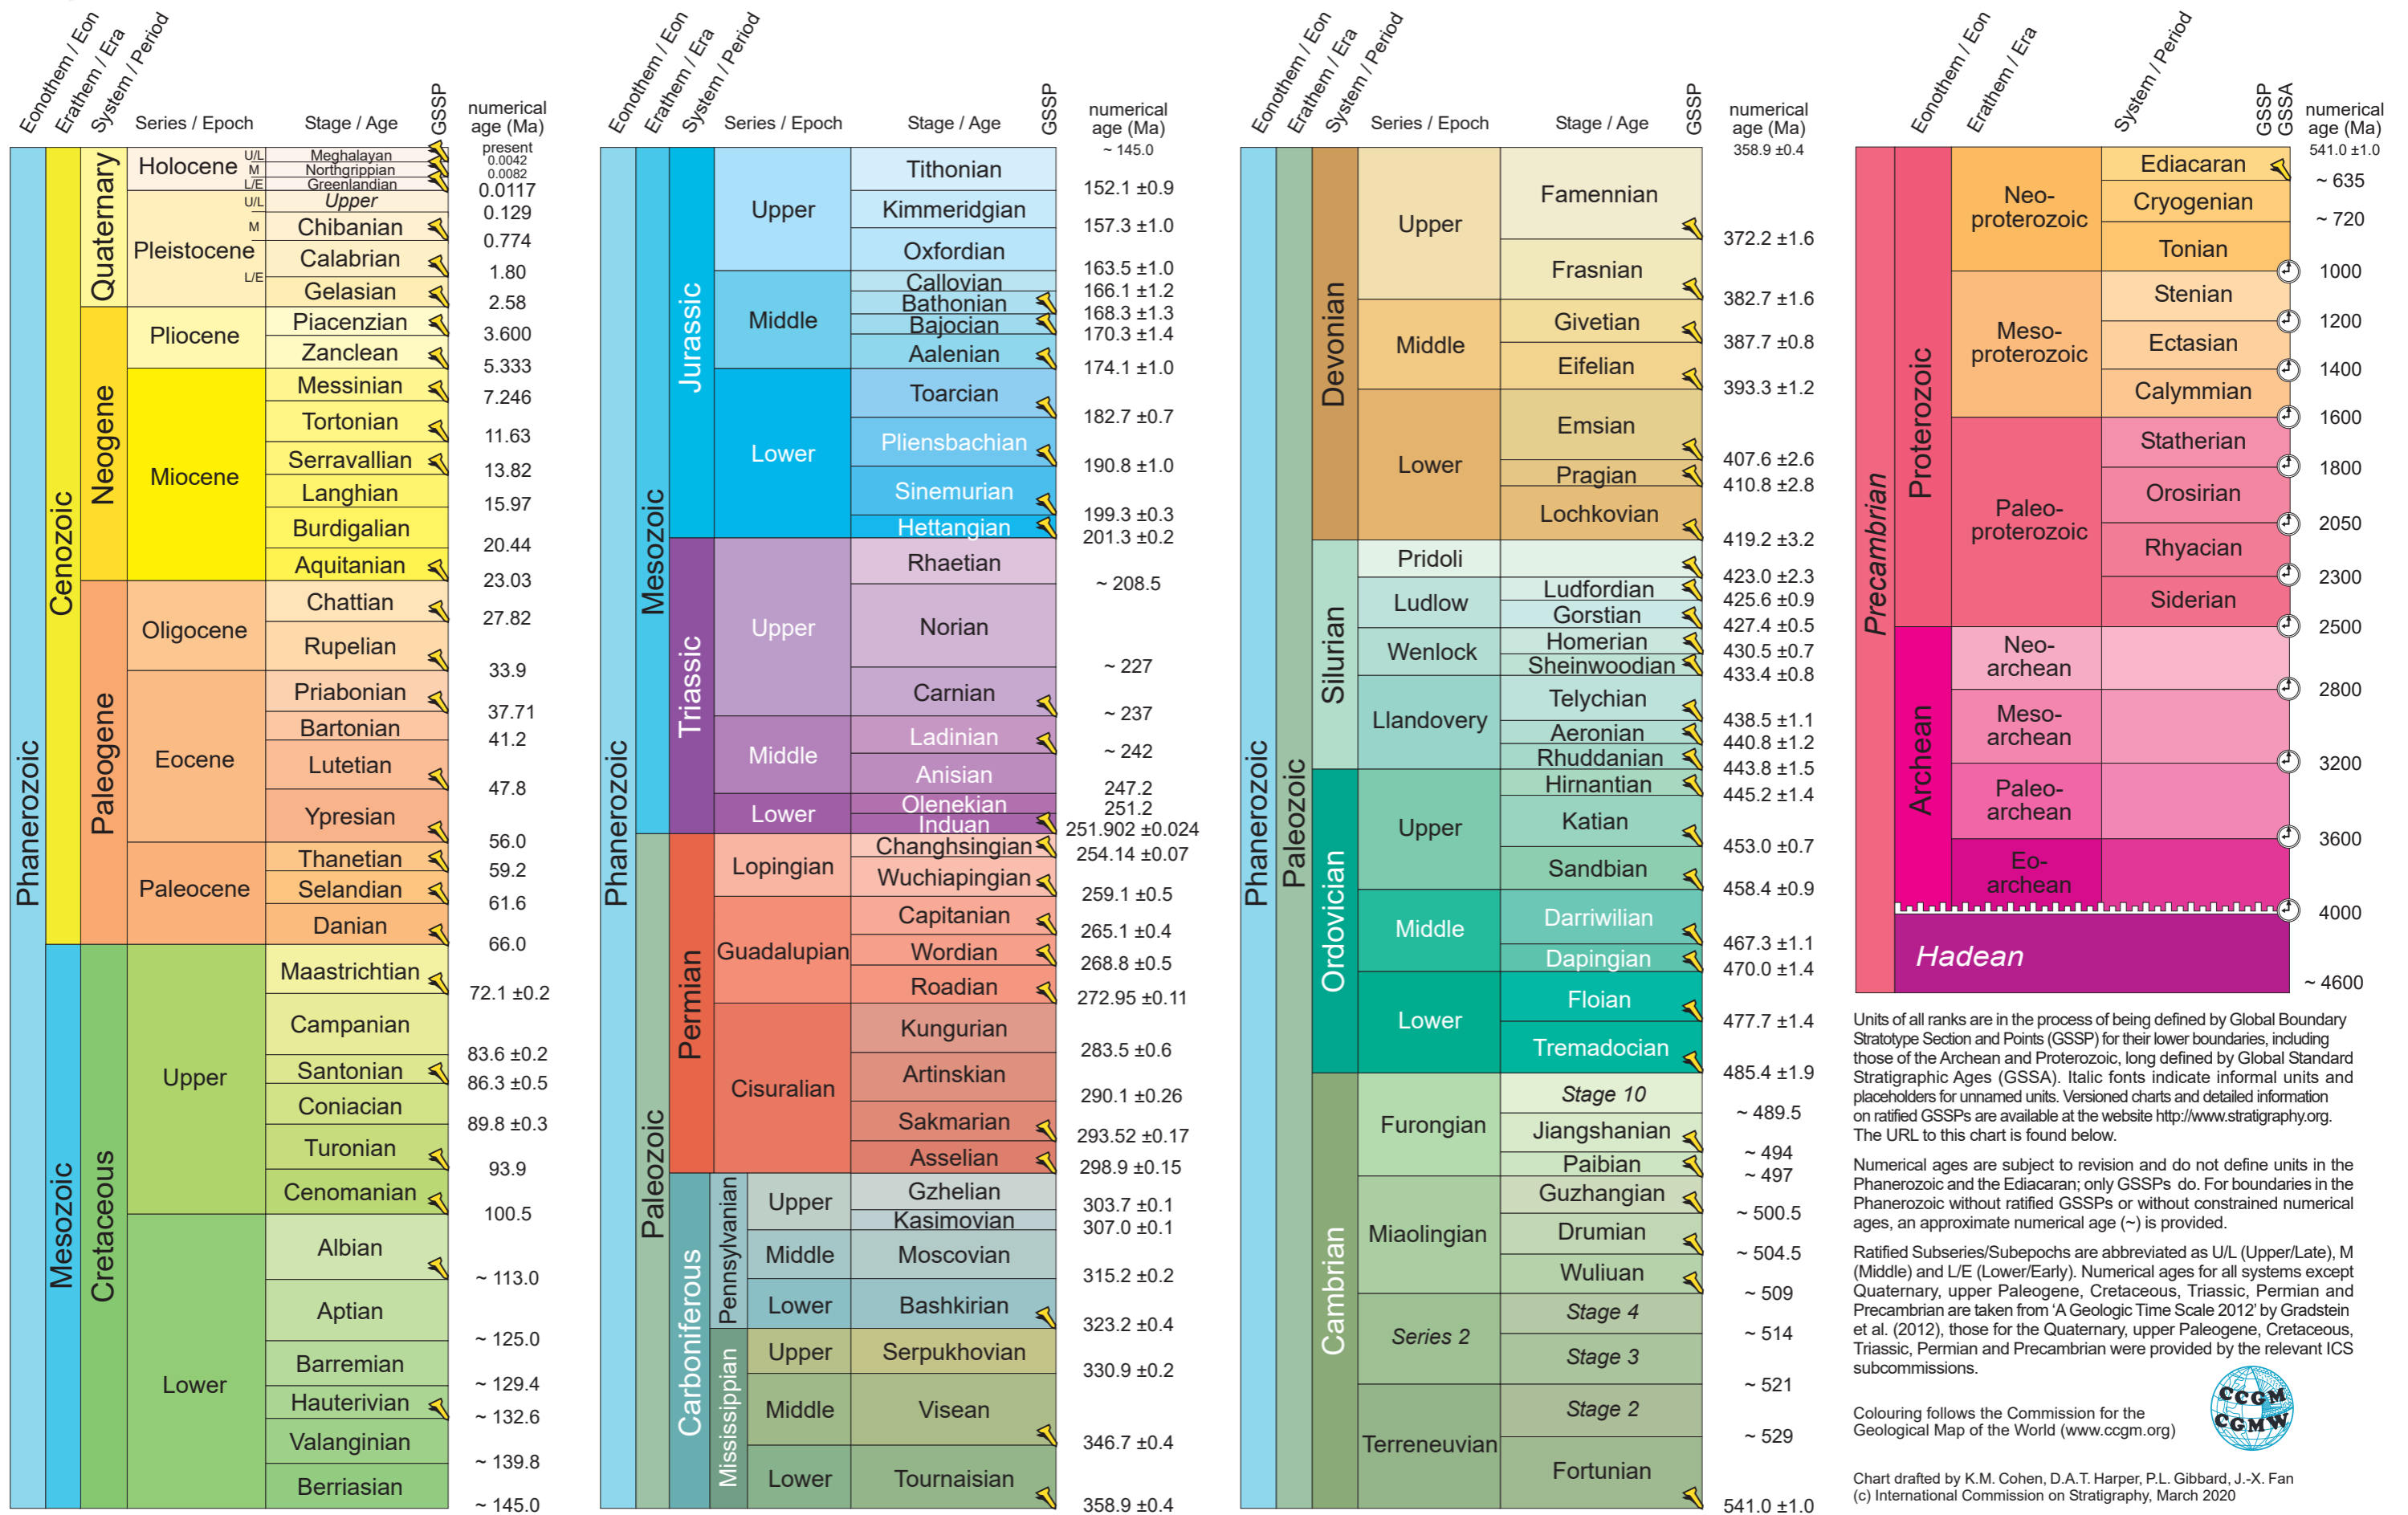 Eonothem / Eon
Erathem / Era
System / Period
Series / Epoch
Stage / Age
GSSP
numerical
age (Ma)
Phanerozoic
Cenozoic
Mesozoic
Quaternary
Neogene
Paleogene
Cretaceous
Holocene
U/L
M
L/E
Pleistocene
U/L
M
L/E
Pliocene
Miocene
Oligocene
Eocene
Paleocene
Upper
Lower
present
Meghalayan
0.0042
Northgrippian
0.0082
Greenlandian
0.0117
Upper
0.129
Chibanian
0.774
Calabrian
1.80
Gelasian
2.58
Piacenzian
3.600
Zanclean
5.333
Messinian
7.246
Tortonian
11.63
Serravallian
13.82
Langhian
15.97
Burdigalian
20.44
Aquitanian
23.03
Chattian
27.82
Rupelian
33.9
Priabonian
37.71
Bartonian
41.2
Lutetian
47.8
Ypresian
56.0
Thanetian
59.2
Selandian
61.6
Danian
66.0
Maastrichtian
72.1 ±0.2
Campanian
83.6 ±0.2
Santonian
86.3 ±0.5
Coniacian
89.8 ±0.3
Turonian
93.9
Cenomanian
100.5
Albian
~ 113.0
Aptian
~ 125.0
Barremian
~ 129.4
Hauterivian
~ 132.6
Valanginian
~ 139.8
Berriasian
~ 145.0
Eonothem / Eon
Erathem / Era
System / Period
Series / Epoch
Stage / Age
GSSP
numerical
age (Ma)
Phanerozoic
Mesozoic
Paleozoic
Jurassic
Triassic
Permian
Carboniferous
Pennsylvanian
Mississippian
Upper
Middle
Lower
Upper
Middle
Lower
Lopingian
Guadalupian
Cisuralian
Upper
Middle
Lower
Upper
Middle
Lower
~ 145.0
Tithonian
152.1 ±0.9
Kimmeridgian
157.3 ±1.0
Oxfordian
163.5 ±1.0
Callovian
166.1 ±1.2
Bathonian
168.3 ±1.3
Bajocian
170.3 ±1.4
Aalenian
174.1 ±1.0
Toarcian
182.7 ±0.7
Pliensbachian
190.8 ±1.0
Sinemurian
199.3 ±0.3
Hettangian
201.3 ±0.2
Rhaetian
~ 208.5
Norian
~ 227
Carnian
~ 237
Ladinian
~ 242
Anisian
247.2
Olenekian
251.2
Induan
251.902 ±0.024
Changhsingian
254.14 ±0.07
Wuchiapingian
259.1 ±0.5
Capitanian
265.1 ±0.4
Wordian
268.8 ±0.5
Roadian
272.95 ±0.11
Kungurian
283.5 ±0.6
Artinskian
290.1 ±0.26
Sakmarian
293.52 ±0.17
Asselian
298.9 ±0.15
Gzhelian
303.7 ±0.1
Kasimovian
307.0 ±0.1
Moscovian
315.2 ±0.2
Bashkirian
323.2 ±0.4
Serpukhovian
330.9 ±0.2
Visean
346.7 ±0.4
Tournaisian
358.9 ±0.4
Eonothem / Eon
Erathem / Era
System / Period
Series / Epoch
Stage / Age
GSSP
numerical
age (Ma)
Phanerozoic
Paleozoic
Devonian
Silurian
Ordovician
Cambrian
Upper
Middle
Lower
Pridoli
Ludlow
Wenlock
Llandovery
Upper
Middle
Lower
Furongian
Miaolingian
Series 2
Terreneuvian
358.9 ±0.4
Famennian
372.2 ±1.6
Frasnian
382.7 ±1.6
Givetian
387.7 ±0.8
Eifelian
393.3 ±1.2
Emsian
407.6 ±2.6
Pragian
410.8 ±2.8
Lochkovian
419.2 ±3.2
423.0 ±2.3
Ludfordian
425.6 ±0.9
Gorstian
427.4 ±0.5
Homerian
430.5 ±0.7
Sheinwoodian
433.4 ±0.8
Telychian
438.5 ±1.1
Aeronian
440.8 ±1.2
Rhuddanian
443.8 ±1.5
Hirnantian
445.2 ±1.4
Katian
453.0 ±0.7
Sandbian
458.4 ±0.9
Darriwilian
467.3 ±1.1
Dapingian
470.0 ±1.4
Floian
477.7 ±1.4
Tremadocian
485.4 ±1.9
Stage 10
~ 489.5
Jiangshanian
~ 494
Paibian
~ 497
Guzhangian
~ 500.5
Drumian
~ 504.5
Wuliuan
~ 509
Stage 4
~ 514
Stage 3
~ 521
Stage 2
~ 529
Fortunian
541.0 ±1.0
Eonothem / Eon
Erathem / Era
System / Period
GSSP
GSSA
numerical
age (Ma)
Precambrian
Proterozoic
Archean
Hadean
Neo-
proterozoic
Meso-
proterozoic
Paleo-
proterozoic
Neo-
archean
Meso-
archean
Paleo-
archean
Eo-
archean
541.0 ±1.0
Ediacaran
~ 635
Cryogenian
~ 720
Tonian
1000
Stenian
1200
Ectasian
1400
Calymmian
1600
Statherian
1800
Orosirian
2050
Rhyacian
2300
Siderian
2500
2800
3200
3600
4000
~ 4600
Units of all ranks are in the process of being defined by Global Boundary
Stratotype Section and Points (GSSP) for their lower boundaries, including
those of the Archean and Proterozoic, long defined by Global Standard
Stratigraphic Ages (GSSA). Italic fonts indicate informal units and
placeholders for unnamed units. Versioned charts and detailed information
on ratified GSSPs are available at the website http://www.stratigraphy.org.
The URL to this chart is found below.
Numerical ages are subject to revision and do not define units in the
Phanerozoic and the Ediacaran; only GSSPs do. For boundaries in the
Phanerozoic without ratified GSSPs or without constrained numerical
ages, an approximate numerical age (~) is provided.
Ratified Subseries/Subepochs are abbreviated as U/L (Upper/Late), M
(Middle) and L/E (Lower/Early). Numerical ages for all systems except
Quaternary, upper Paleogene, Cretaceous, Triassic, Permian and
Precambrian are taken from ‘A Geologic Time Scale 2012’ by Gradstein
et al. (2012), those for the Quaternary, upper Paleogene, Cretaceous,
Triassic, Permian and Precambrian were provided by the relevant ICS
subcommissions.
Colouring follows the Commission for the
Geological Map of the World (www.ccgm.org)
CCGM
CGMW
Chart drafted by K.M. Cohen, D.A.T. Harper, P.L. Gibbard, J.-X. Fan
(c) International Commission on Stratigraphy, March 2020